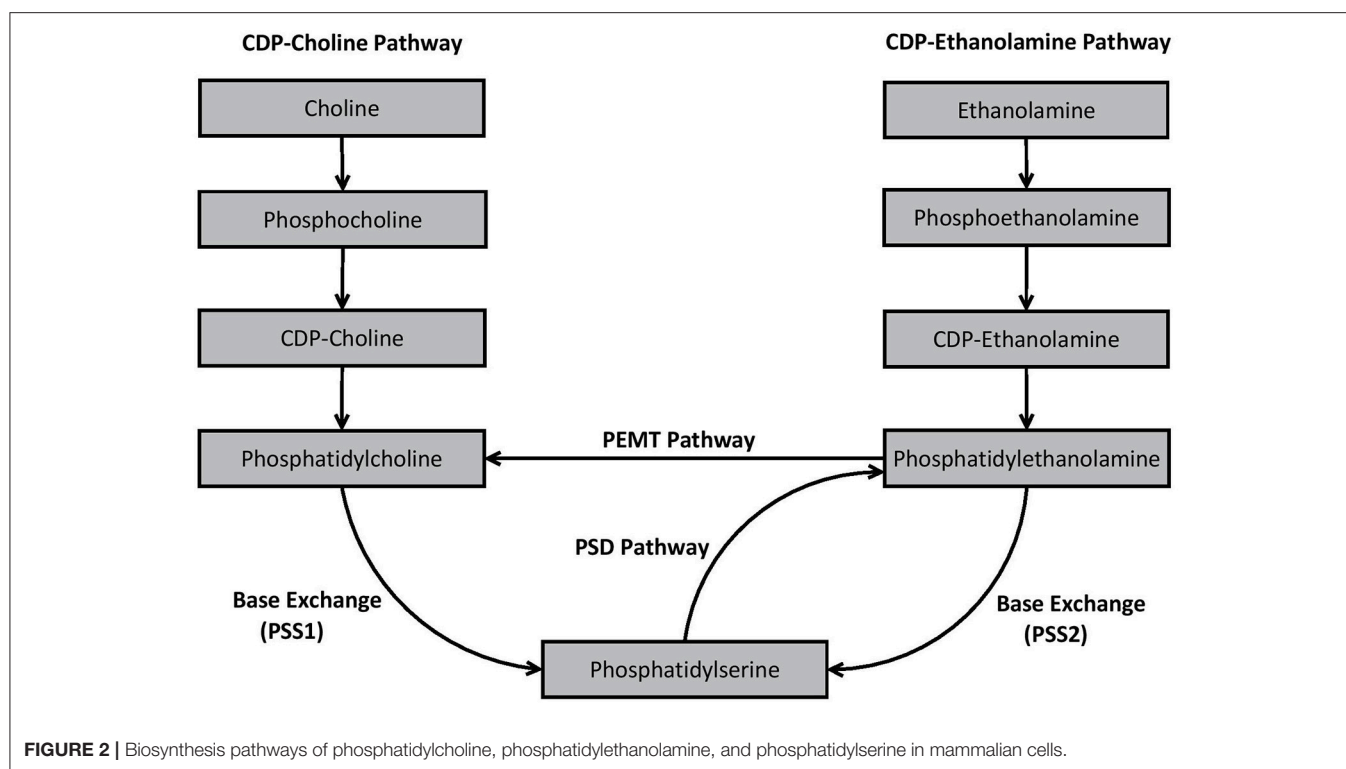 CDP-Choline Pathway
CDP-Ethanolamine Pathway
Choline
Ethanolamine
Phosphocholine
Phosphoethanolamine
CDP-Choline
CDP-Ethanolamine
PEMT Pathway
Phosphatidylcholine
Phosphatidylethanolamine
PSD Pathway
Base Exchange
(PSS1)
Base Exchange
(PSS2)
Phosphatidylserine
FIGURE 2 | Biosynthesis pathways of phosphatidylcholine, phosphatidylethanolamine, and phosphatidylserine in mammalian cells.